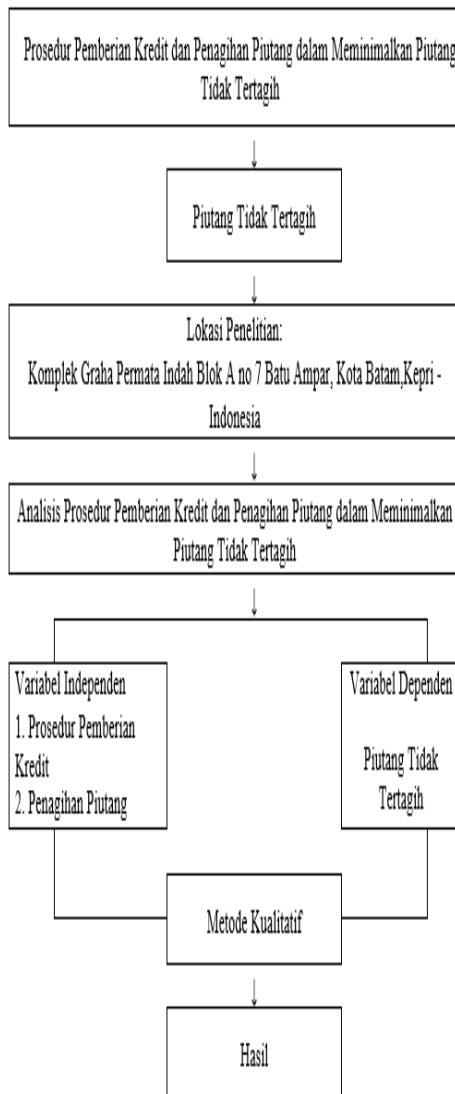 Prosedur Pemberian Kredit dan Penagihan Piutang dalam Meminimalkan Piutang
Tidak Tertagih
Piutang Tidak Tertagih
Lokasi Penelitian:
Komplek Graha Permata Indah Blok A no 7 Batu Ampar, Kota Batam,Kepri -
Indonesia
Analisis Prosedur Pemberian Kredit dan Penagihan Piutang dalam Meminimalkan
Piutang Tidak Tertagih
Variabel Independen
1. Prosedur Pemberian
Kredit
2. Penagihan Piutang
Variabel Dependen
Piutang Tidak
Tertagih
Metode Kualitatif
Hasil